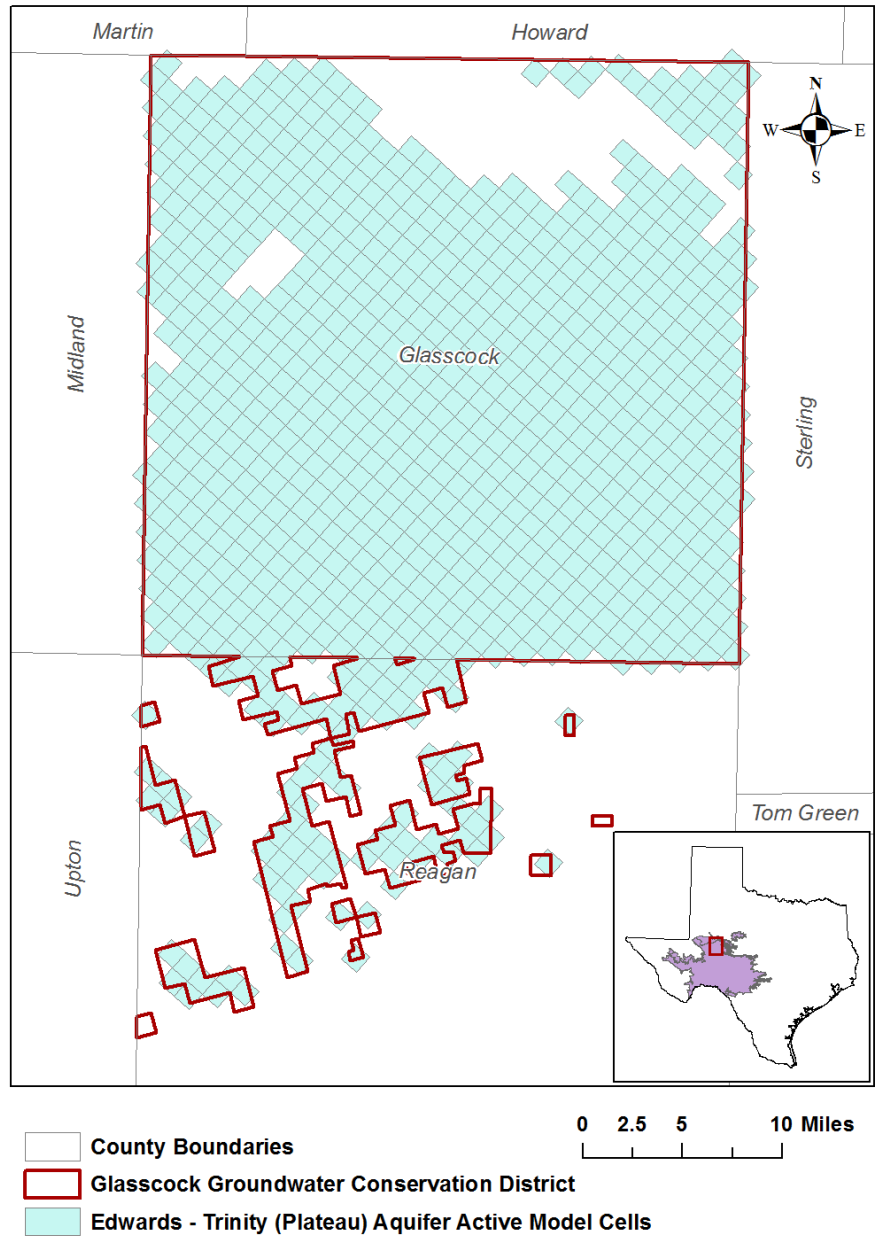 Martin
Howard
N
W E
S
Midland
Glasscock
Sterling
Tom Green
Upton
Reagan
County Boundaries
0 2.5 5 10 Miles
Glasscock Groundwater Conservation District
Edwards - Trinity (Plateau) Aquifer Active Model Cells